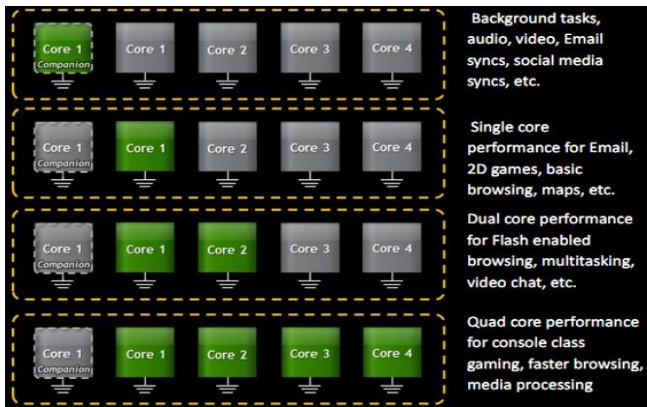 Core 1 Core 1 Core 2 Core 3 Core 4
Companion
Background tasks,
audio, video, Email
syncs, social media
syncs, etc.
Core 1 Core 1 Core 2 Core 3 Core 4
Companion
Single core
performance for Email,
2D games, basic
browsing, maps, etc.
Core 1 Core 1 Core 2 Core 3 Core 4
Companion
Dual core performance
for Flash enabled
browsing, multitasking,
video chat, etc.
Core 1 Core 1 Core 2 Core 3 Core 4
Companion
Quad core performance
for console class
gaming, faster browsing,
media processing